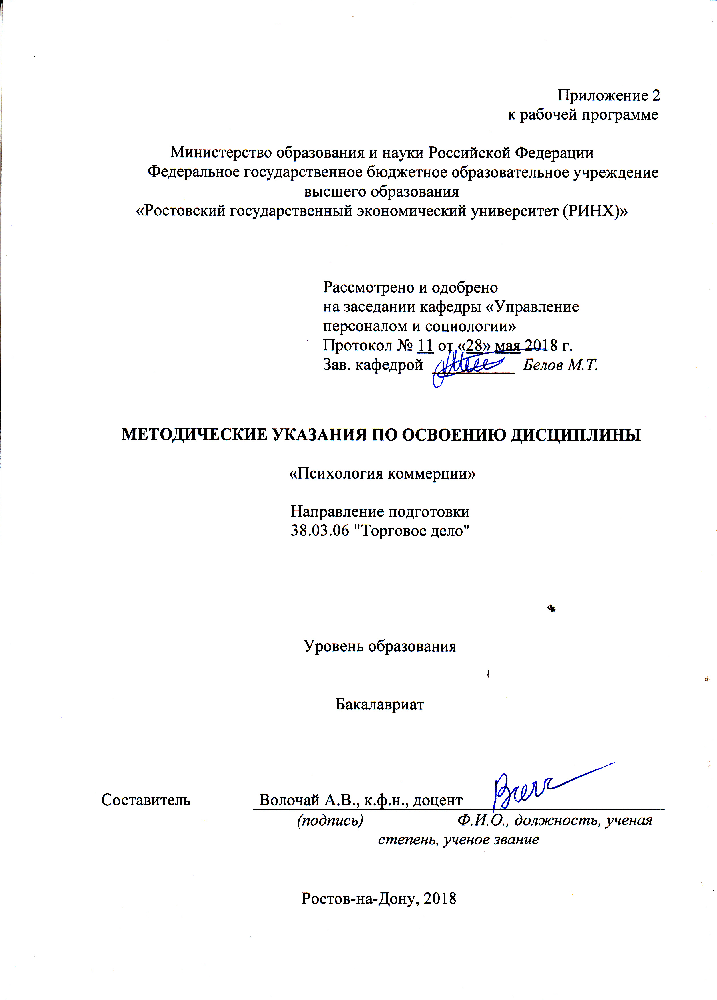 Приложение 2
к рабочей программе
Министерство образования и науки Российской Федерации
Федеральное государственное бюджетное образовательное учреждение
высшего образования
«Ростовский государственный экономический университет (РИНХ)»
Рассмотрено и одобрено
на заседании кафедры «Управление
персоналом и социологии»
Протокол № 11 от «28» мая 2018 г.
Зав. кафедрой Белов М.Т.
МЕТОДИЧЕСКИЕ УКАЗАНИЯ ПО ОСВОЕНИЮ ДИСЦИПЛИНЫ
«Психология коммерции»
Направление подготовки
38.03.06 "Торговое дело"
Уровень образования
Бакалавриат
Составитель Волочай А.В., к.ф.н., доцент
(подпись) Ф.И.О., должность, ученая
степень, ученое звание
Ростов-на-Дону, 2018